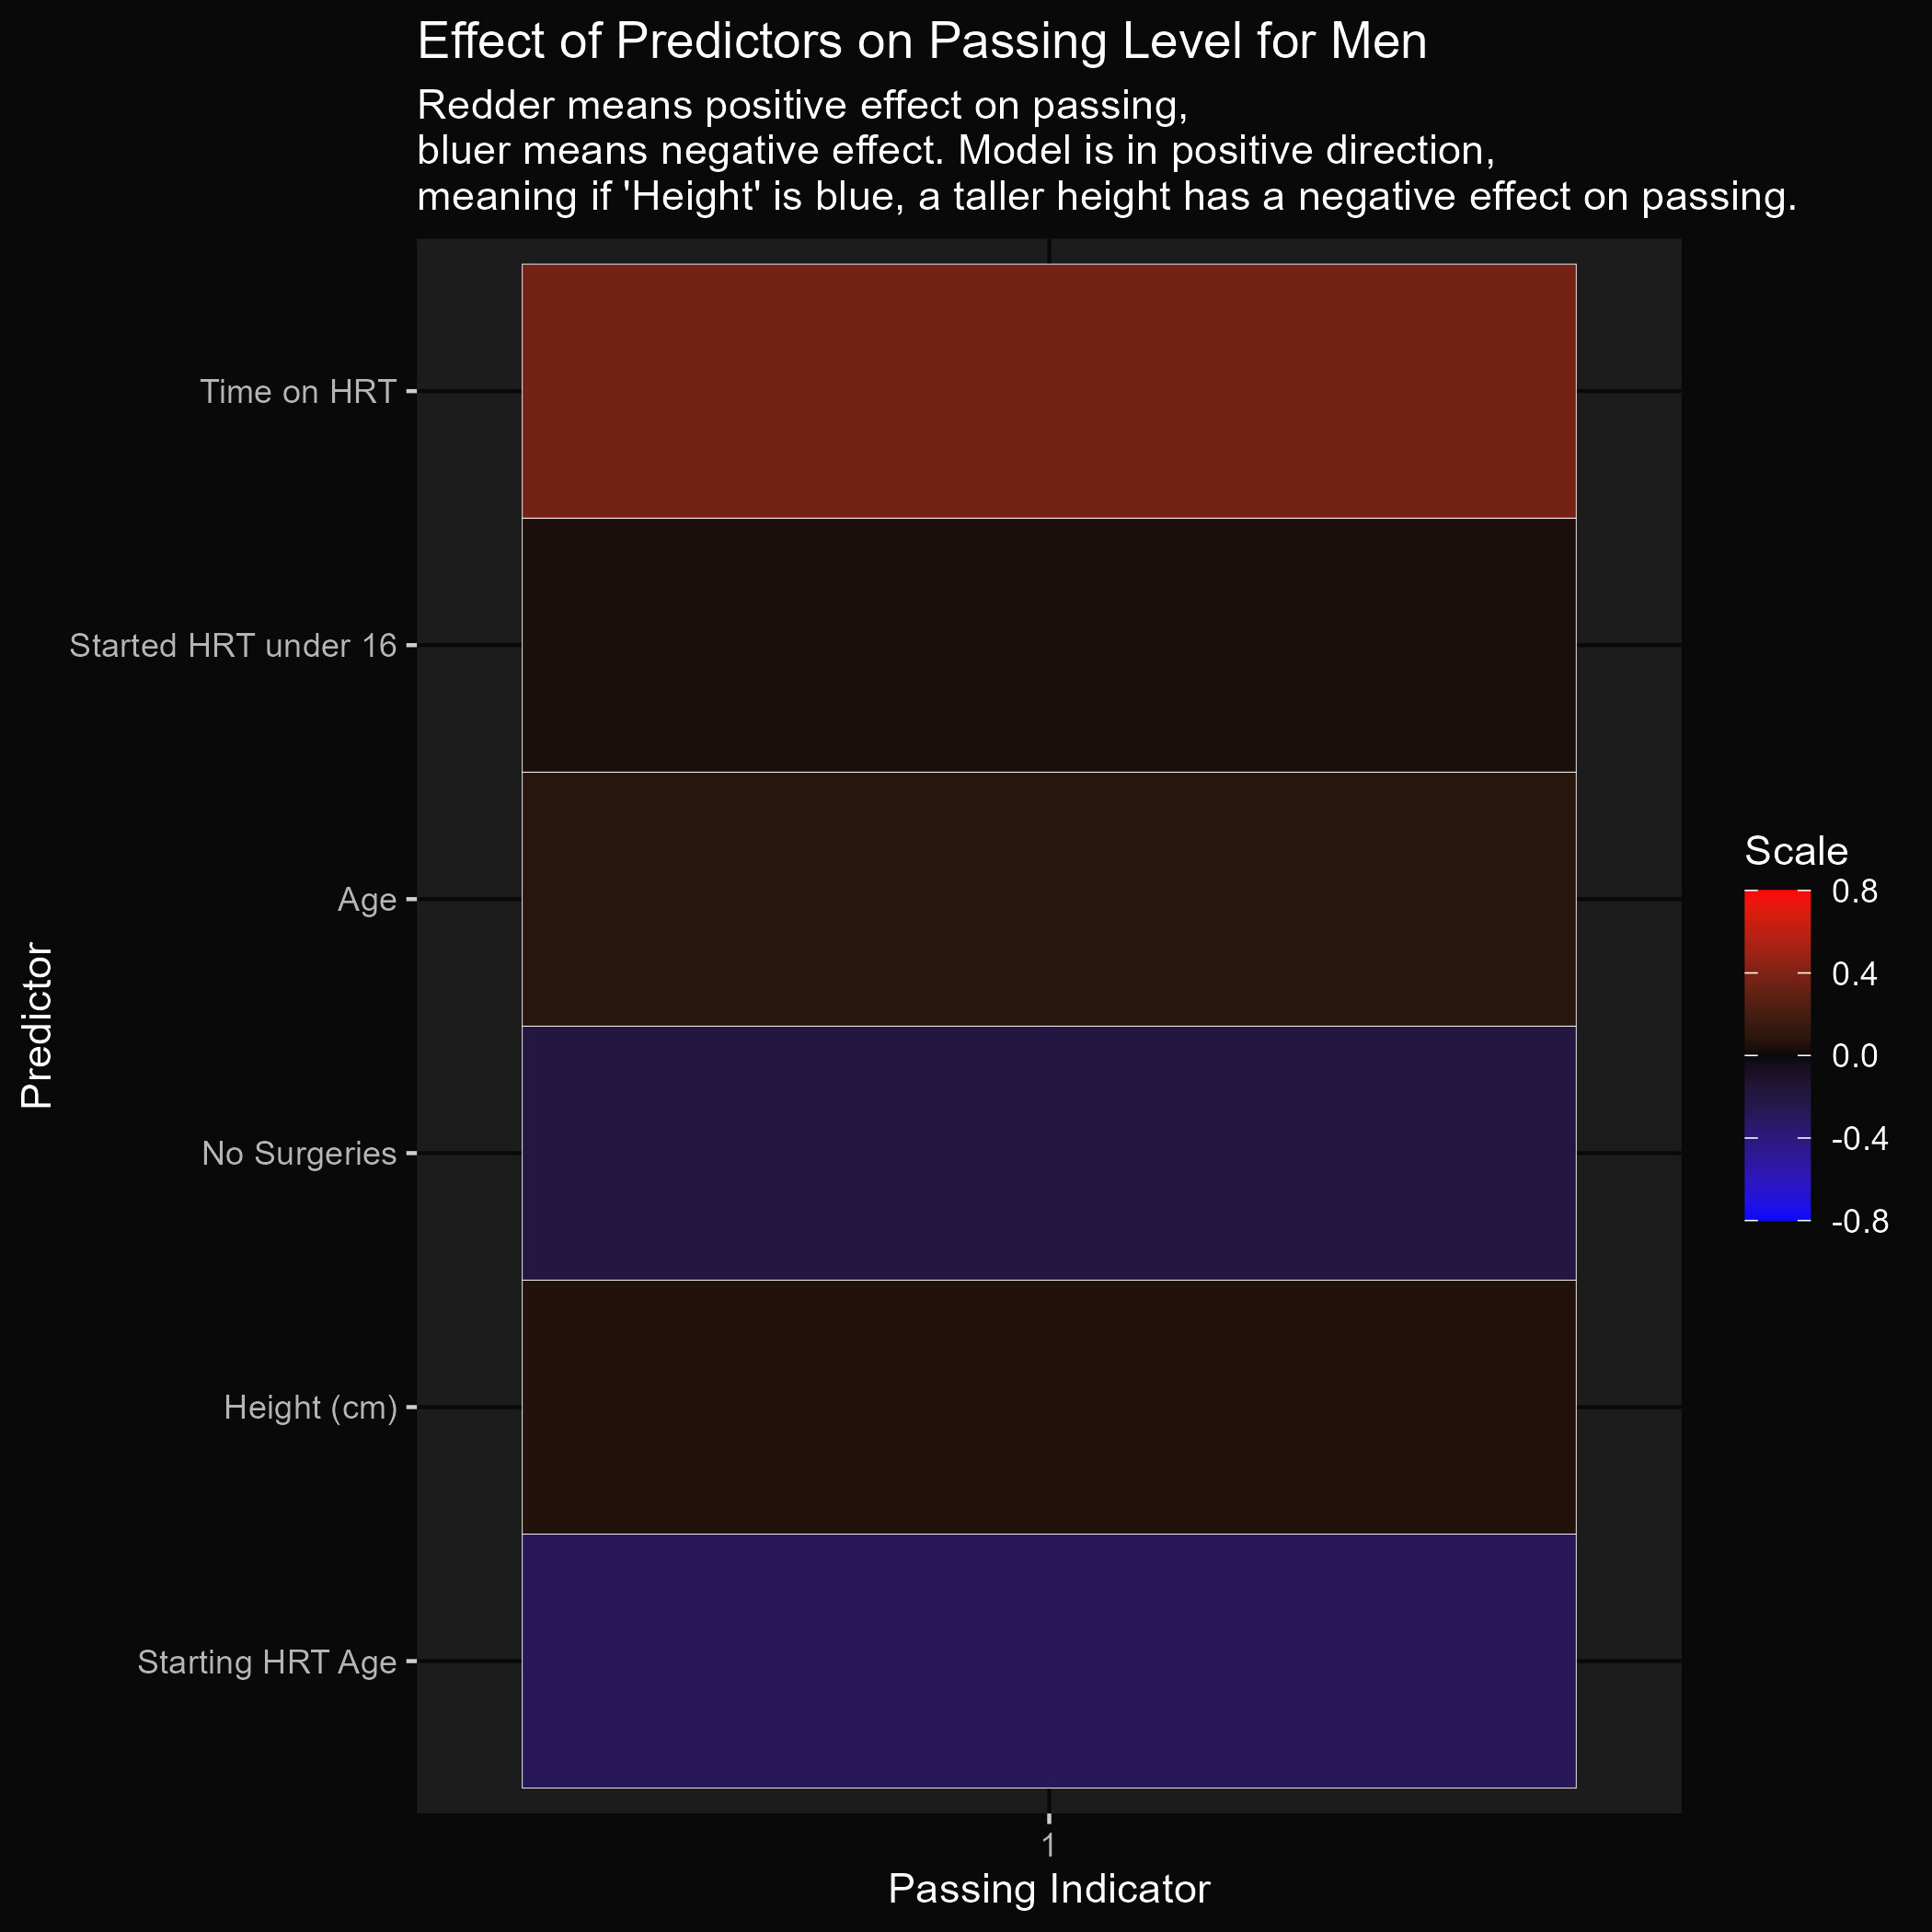 Effect of Predictors on Passing Level for Men
Redder means positive effect on passing,
bluer means negative effect. Model is in positive direction,
meaning if 'Height' is blue, a taller height has a negative effect on passing.
Predictor
Time on HRT
Started HRT under 16
Age
No Surgeries
Height (cm)
Starting HRT Age
1
Passing Indicator
Scale
0.8
0.4
0.0
-0.4
-0.8